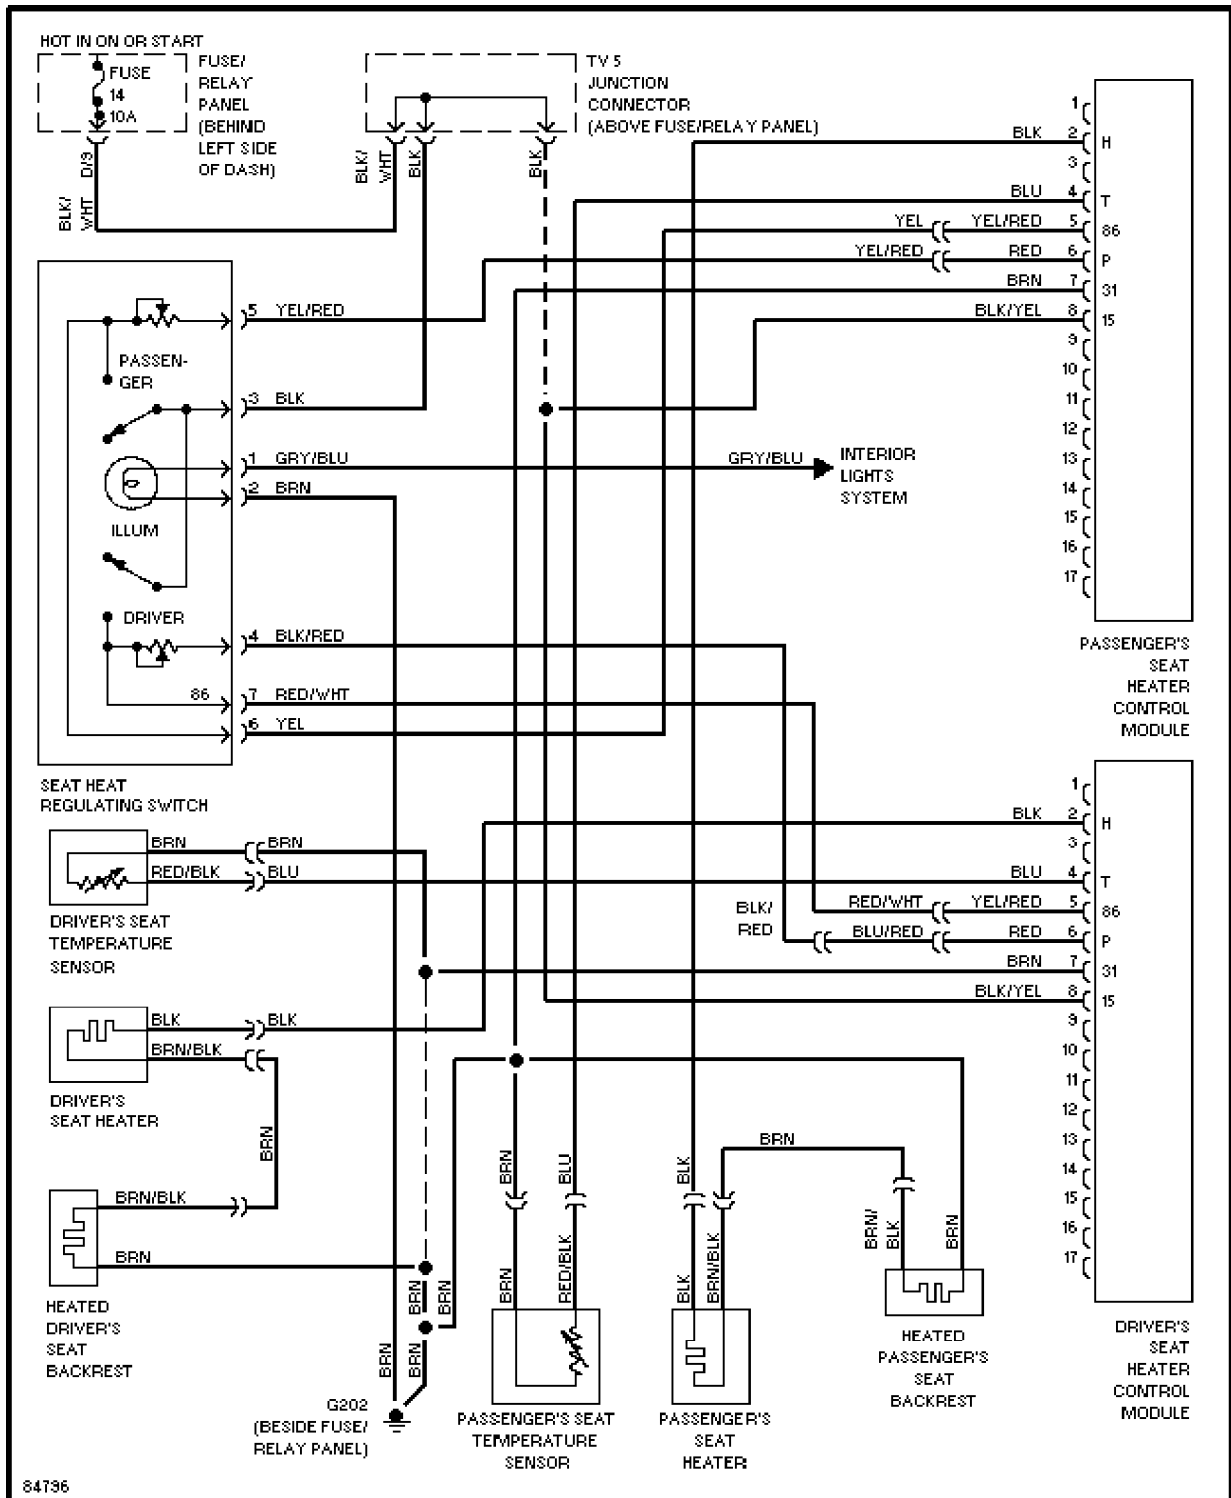 HOT IN ON OR START
FUSE
14
10A
FUSE/
RELAY
PANEL
(BEHIND
LEFT SIDE
OF DASH)
D/9
BLK/
WHT
TV 5
JUNCTION
CONNECTOR
(ABOVE FUSE/RELAY PANEL)
BLK/
WHT
BLK
BLK
PASSEN-
GER
ILLUM
DRIVER
86
5 YEL/RED
3 BLK
1 GRY/BLU
2 BRN
4 BLK/RED
7 RED/WHT
6 YEL
SEAT HEAT
REGULATING SWITCH
GRY/BLU
INTERIOR
LIGHTS
SYSTEM
1
BLK 2 H
3
BLU 4 T
YEL YEL/RED 5 86
YEL/RED RED 6 P
BRN 7 31
BLK/YEL 8 15
9
10
11
12
13
14
15
16
17
PASSENGER'S
SEAT
HEATER
CONTROL
MODULE
1
BLK 2 H
3
BLU 4 T
BLK/
RED
RED/WHT YEL/RED 5 86
BLU/RED RED 6 P
BRN 7 31
BLK/YEL 8 15
9
10
11
12
13
14
15
16
17
DRIVER'S
SEAT
HEATER
CONTROL
MODULE
BRN BRN
RED/BLK BLU
DRIVER'S SEAT
TEMPERATURE
SENSOR
BLK BLK
BRN/BLK
DRIVER'S
SEAT HEATER
BRN
BRN/BLK
BRN
HEATED
DRIVER'S
SEAT
BACKREST
BRN
BRN
BRN
BRN
G202
(BESIDE FUSE/
RELAY PANEL)
BRN
BLU
BRN
RED/BLK
PASSENGER'S SEAT
TEMPERATURE
SENSOR
BLK
BRN
BLK
BRN/BLK
PASSENGER'S
SEAT
HEATER
BRN/
BLK
BRN
HEATED
PASSENGER'S
SEAT
BACKREST
84796